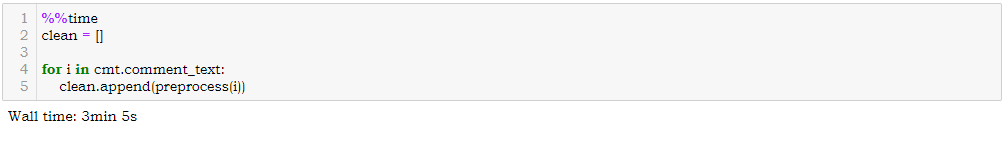 1 %%time
2 clean = []
3
4 for i in cmt.comment_text:
5     clean.append(preprocess(i))
Wall time: 3min 5s